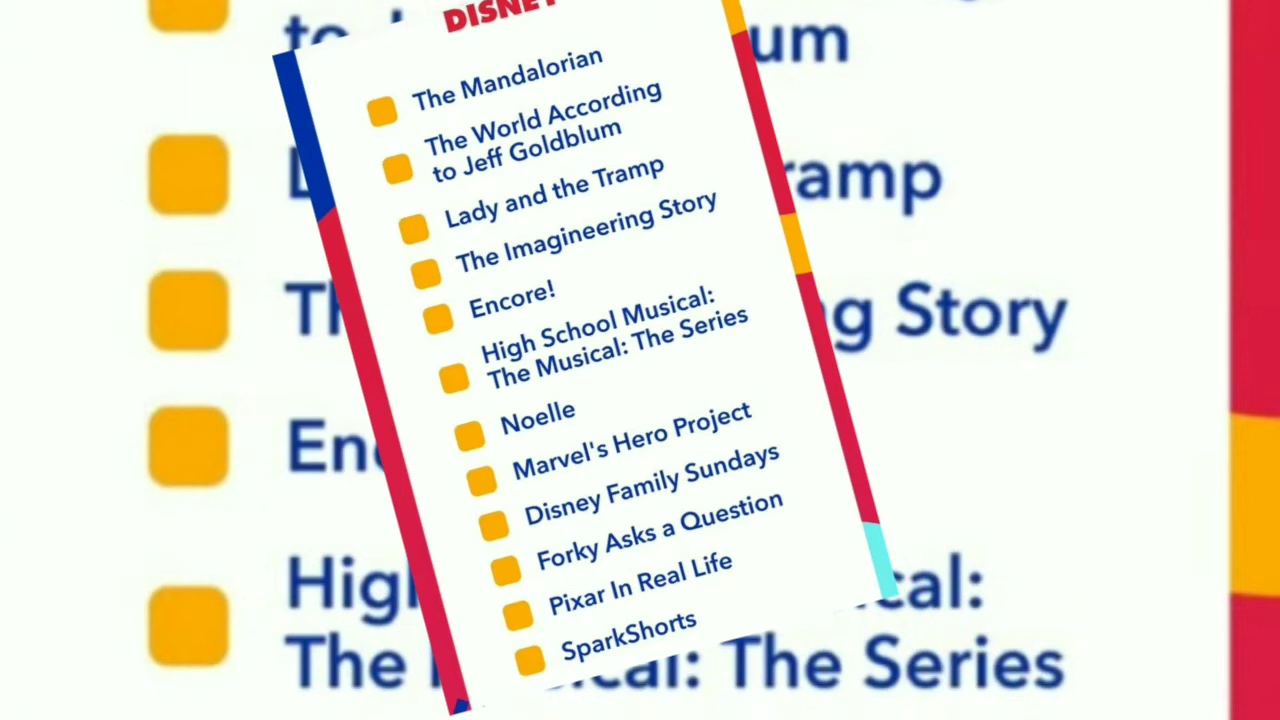 DISNEY
The Mandalorian
The World According
to Jeff Goldblum
Lady and the Tramp
The Imagineering Story
Encore!
High School Musical:
The Musical: The Series
Noelle
Marvel's Hero Project
Disney Family Sundays
Forky Asks a Question
Pixar In Real Life
SparkShorts